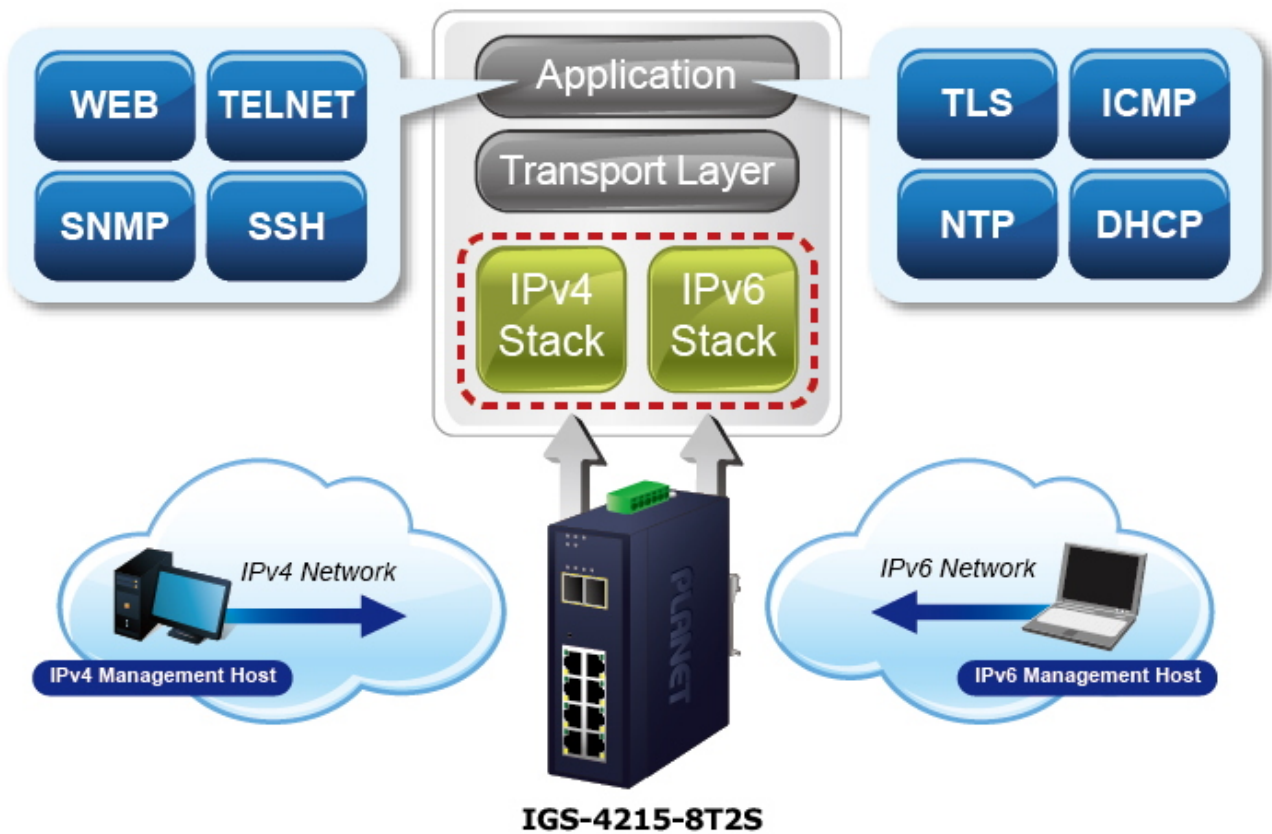 WEB
TELNET
SNMP
SSH
Application
Transport Layer
IPv4
Stack
IPv6
Stack
TLS
ICMP
NTP
DHCP
IPv4 Network
IPv4 Management Host
PLANET
IPv6 Network
IPv6 Management Host
IGS-4215-8T2S